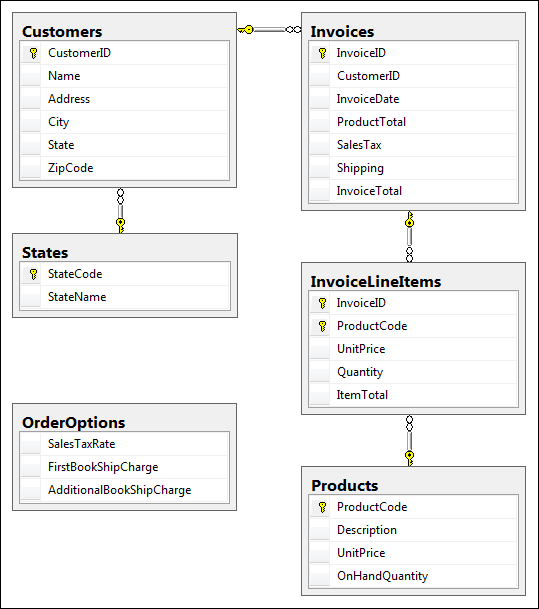 Customers
CustomerID
Name
Address
City
State
ZipCode
Invoices
InvoiceID
CustomerID
InvoiceDate
ProductTotal
SalesTax
Shipping
InvoiceTotal
States
StateCode
StateName
InvoiceLineItems
InvoiceID
ProductCode
UnitPrice
Quantity
ItemTotal
OrderOptions
SalesTaxRate
FirstBookShipCharge
AdditionalBookShipCharge
Products
ProductCode
Description
UnitPrice
OnHandQuantity